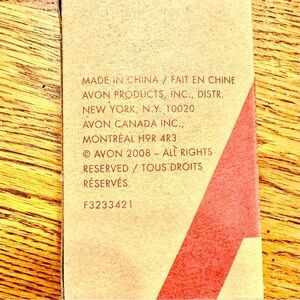 MADE IN CHINA / FAIT EN CHINE
AVON PRODUCTS, INC., DISTR.
NEW YORK, N.Y. 10020
AVON CANADA INC.,
MONTRÉAL H9R 4R3
© AVON 2008 – ALL RIGHTS
RESERVED / TOUS DROITS
RÉSERVÉS.
F3233421